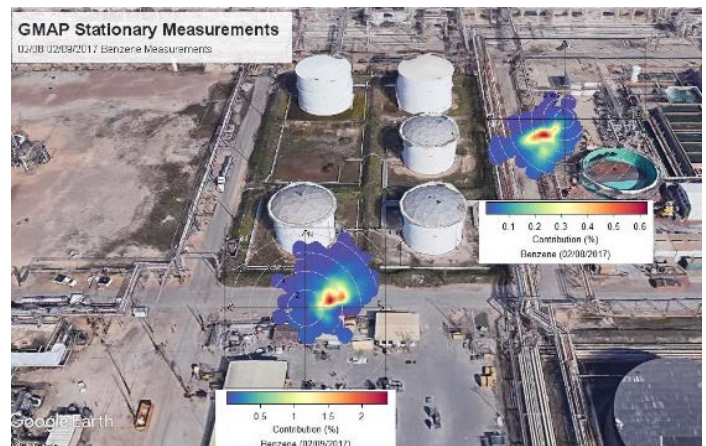 GMAP Stationary Measurements
02/08-02/09/2017 Benzene Measurements
0.1 0.2 0.3 0.4 0.5 0.6
Contribution (%)
Benzene (02/08/2017)
N
0.5 1 1.5 2
Contribution (%)
Benzene (02/09/2017)
Google Earth